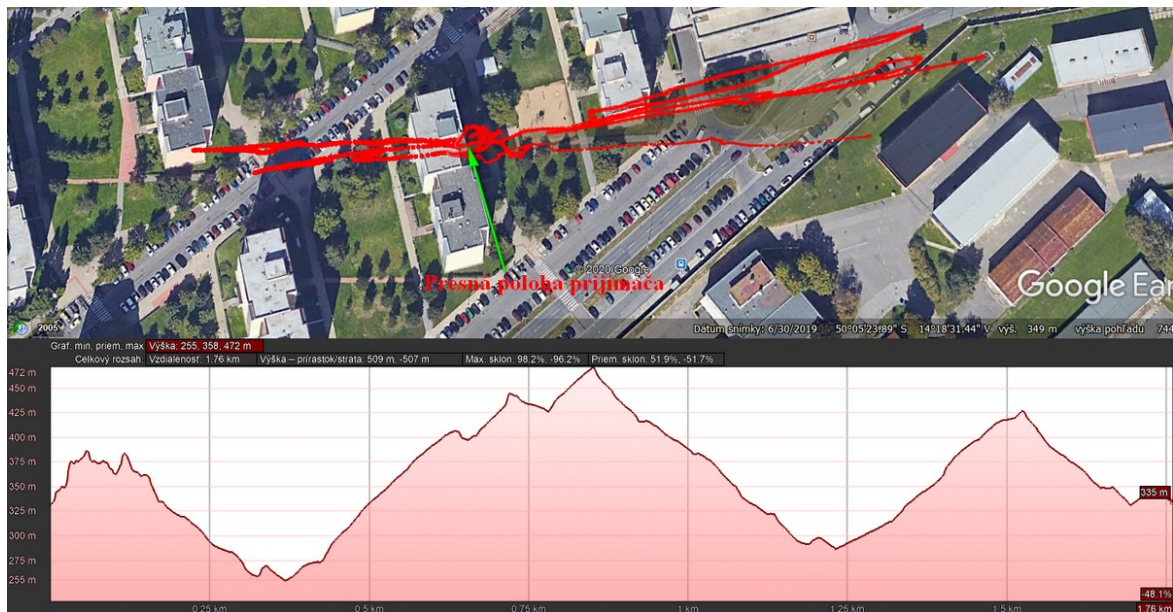 © 2020 Google
Presná poloha prijímača
Google Ear
2005
Dátum snímky: 6/30/2019 50°05'23.89" S 14°18'31.44" V výš. 349 m výška pohľadu 744
Graf: min. priem. max Výška: 255, 358, 472 m
Celkový rozsah: Vzdialenosť: 1.76 km Výška – prírastok/strata: 509 m, -507 m Max. sklon: 98.2%, -96.2% Priem. sklon: 51.9%, -51.7%
472 m
450 m
425 m
400 m
375 m
350 m
335 m
325 m
300 m
275 m
255 m
-48.1%
0.25 km 0.5 km 0.75 km 1 km 1.25 km 1.5 km 1.76 km